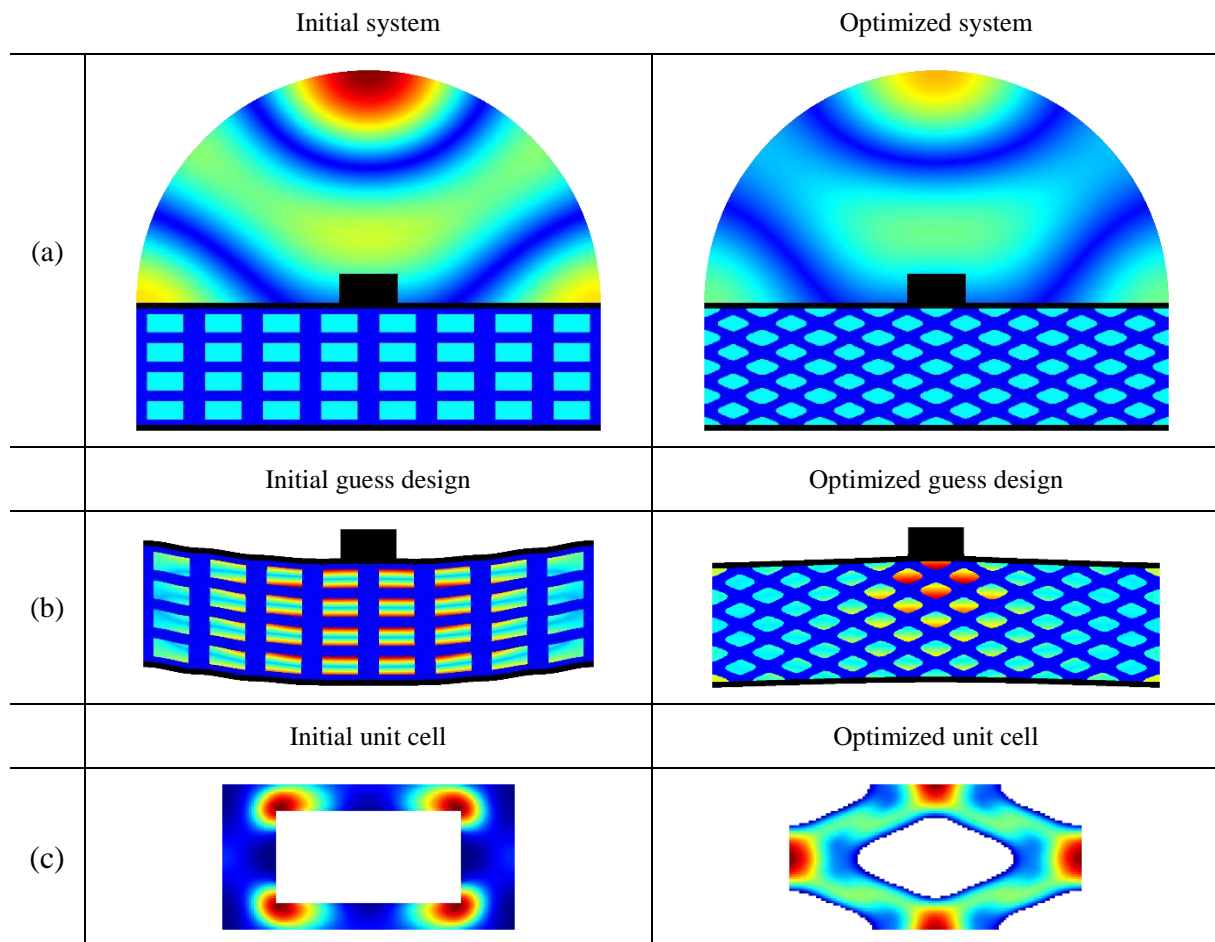 Initial system
Optimized system
(a)
Initial guess design
Optimized guess design
(b)
Initial unit cell
Optimized unit cell
(c)